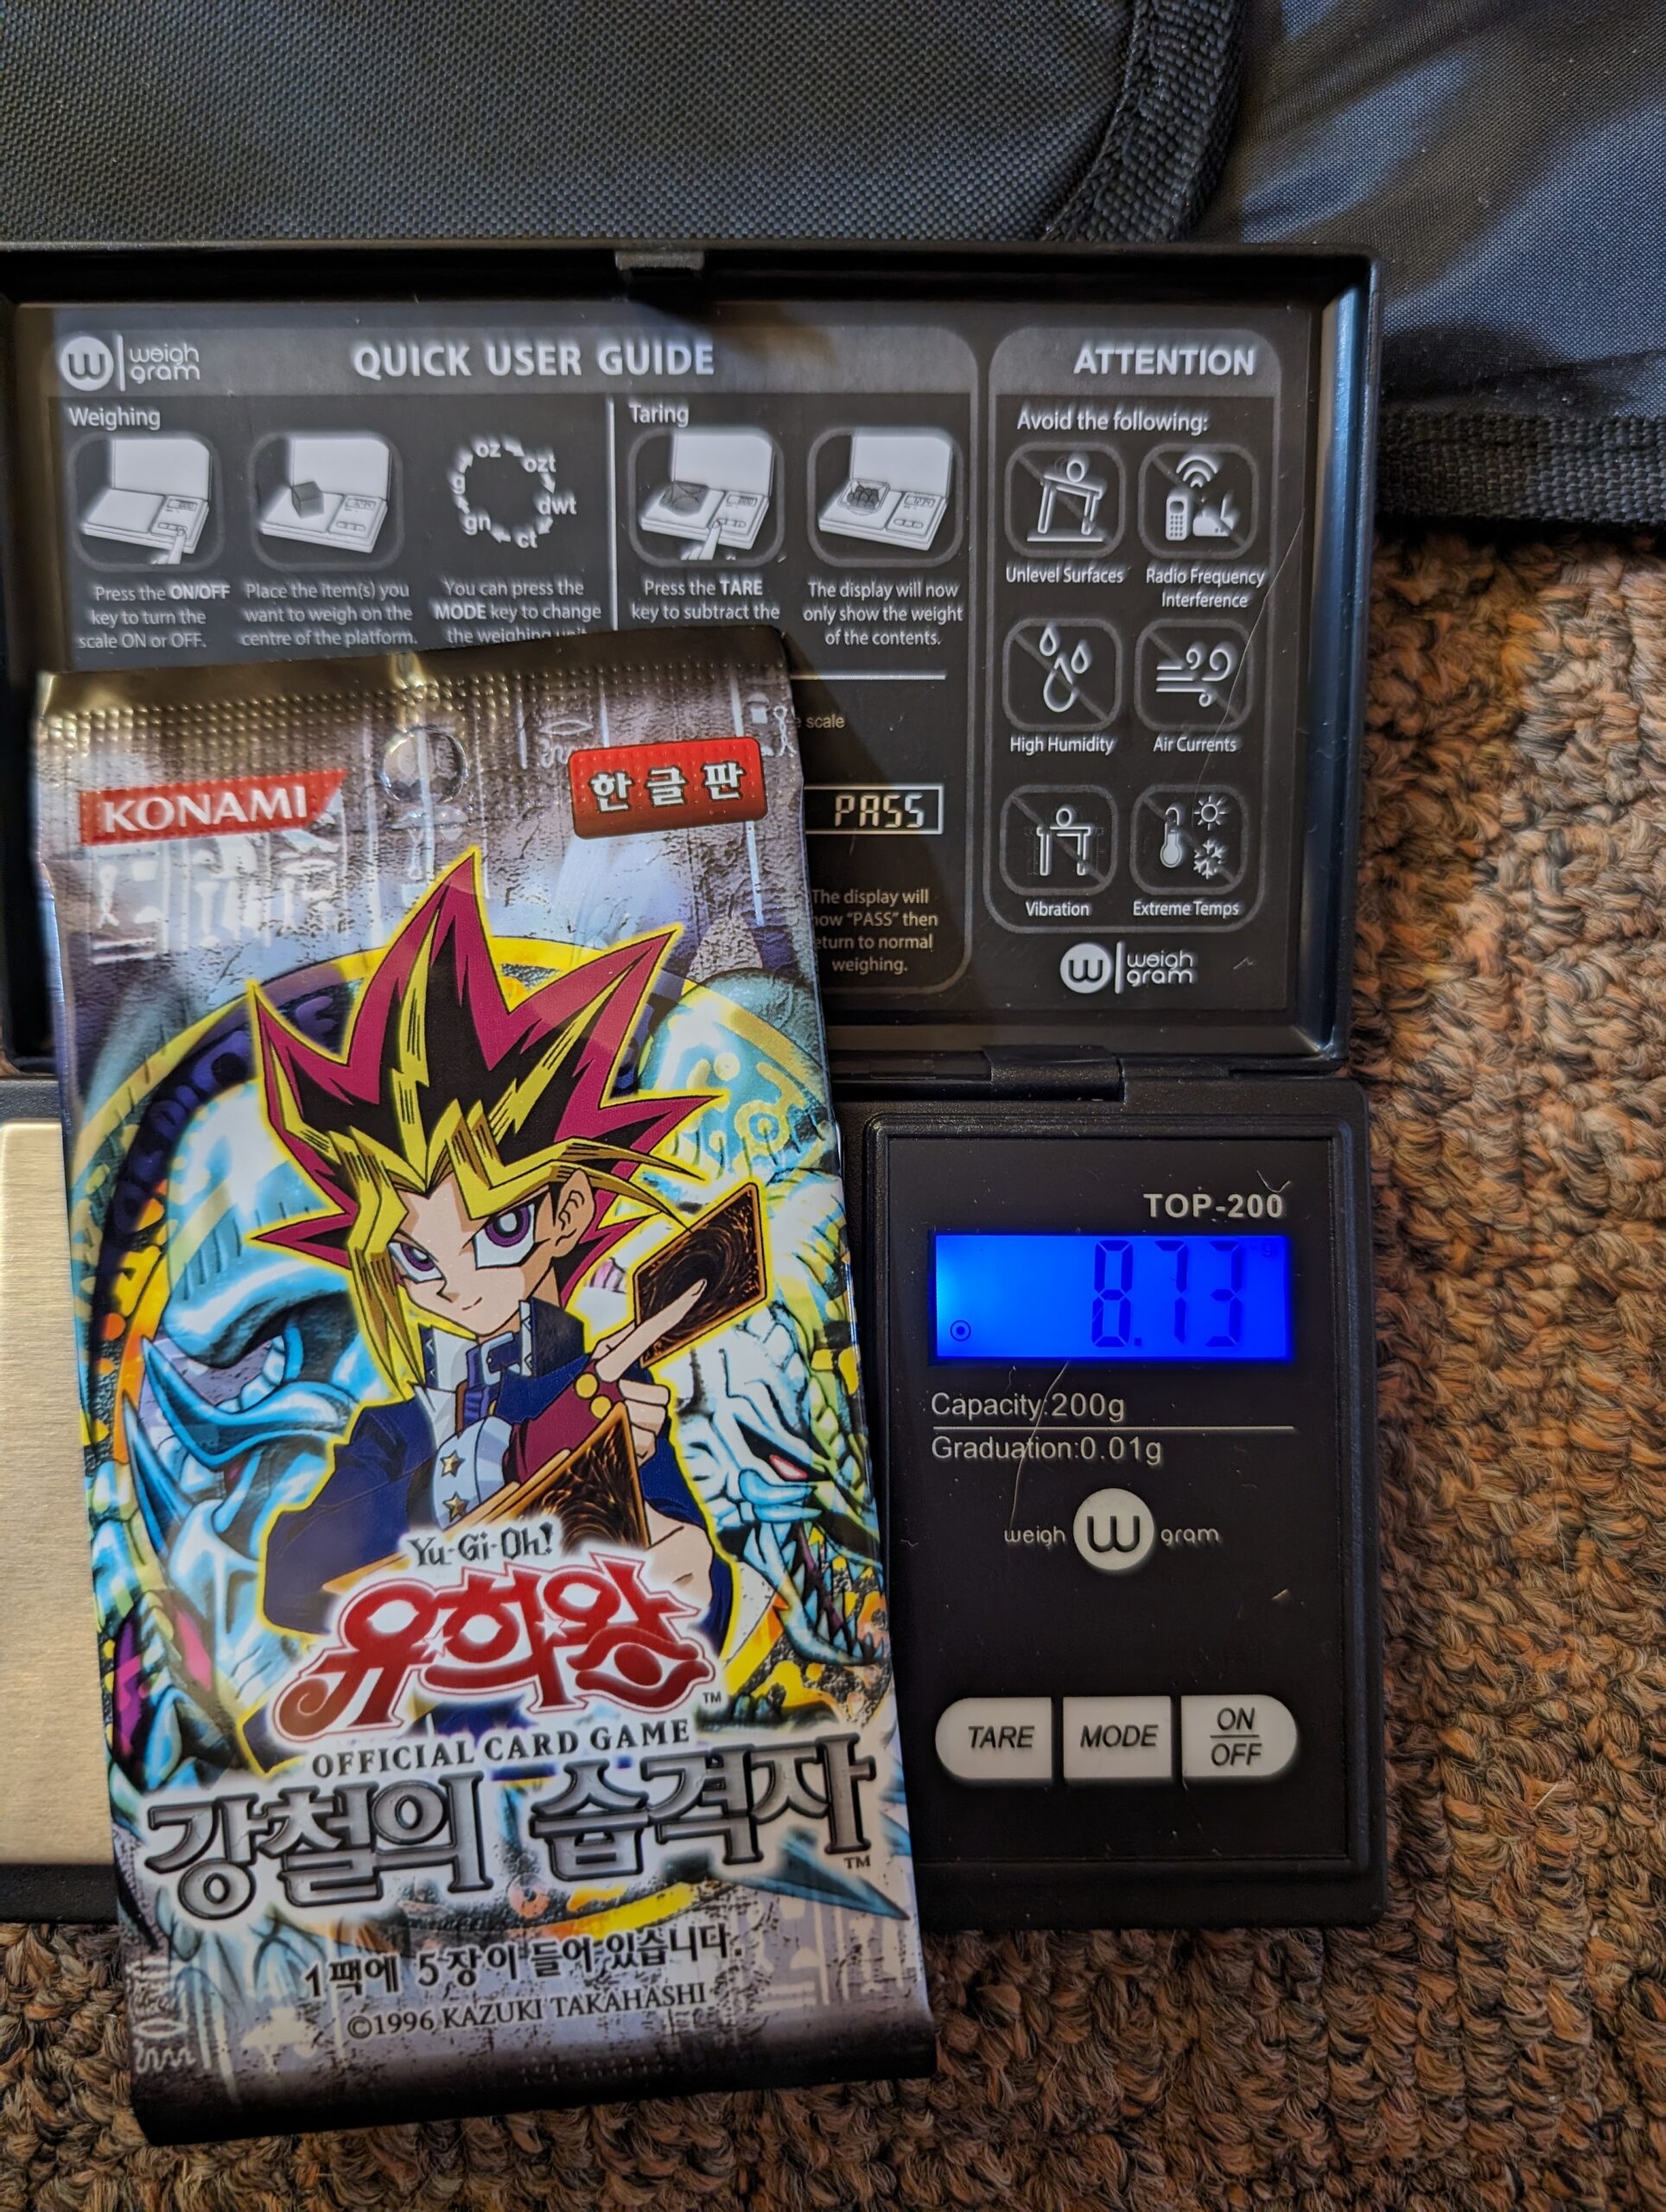 weigh
gram
QUICK USER GUIDE
Weighing
oz
ozt
dwt
ct
gn
g
Press the ON/OFF
key to turn the
scale ON or OFF.
Place the item(s) you
want to weigh on the
centre of the platform.
You can press the
MODE key to change
the weighing unit
Taring
Press the TARE
key to subtract the
The display will now
only show the weight
of the contents.
scale
PASS
The display will
"PASS" then
to normal
weighing.
ATTENTION
Avoid the following:
Unlevel Surfaces
Radio Frequency
Interference
High Humidity
Air Currents
Vibration
Extreme Temps
weigh
gram
KONAMI
한글판
Yu-Gi-Oh!
유희왕
TM
OFFICIAL CARD GAME
강철의 습격자
TM
1팩에 5장이 들어 있습니다.
©1996 KAZUKI TAKAHASHI
TOP-200
8.73 g
Capacity:200g
Graduation:0.01g
weigh W gram
TARE
MODE
ON
OFF